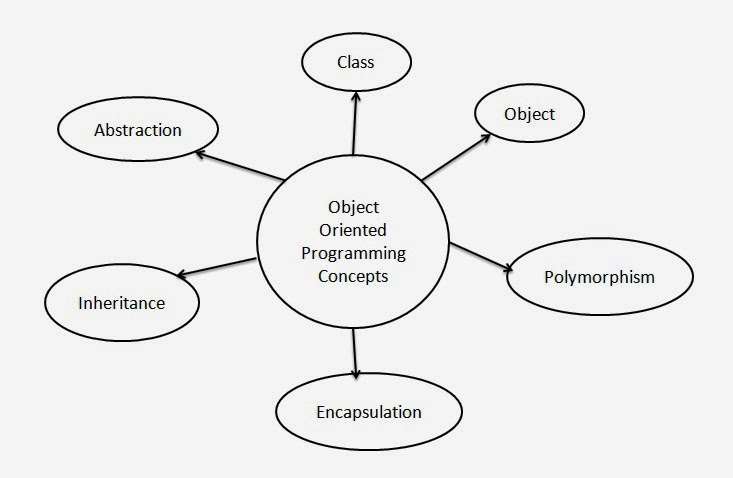 Class
Object
Abstraction
Object
Oriented
Programming
Concepts
Polymorphism
Inheritance
Encapsulation